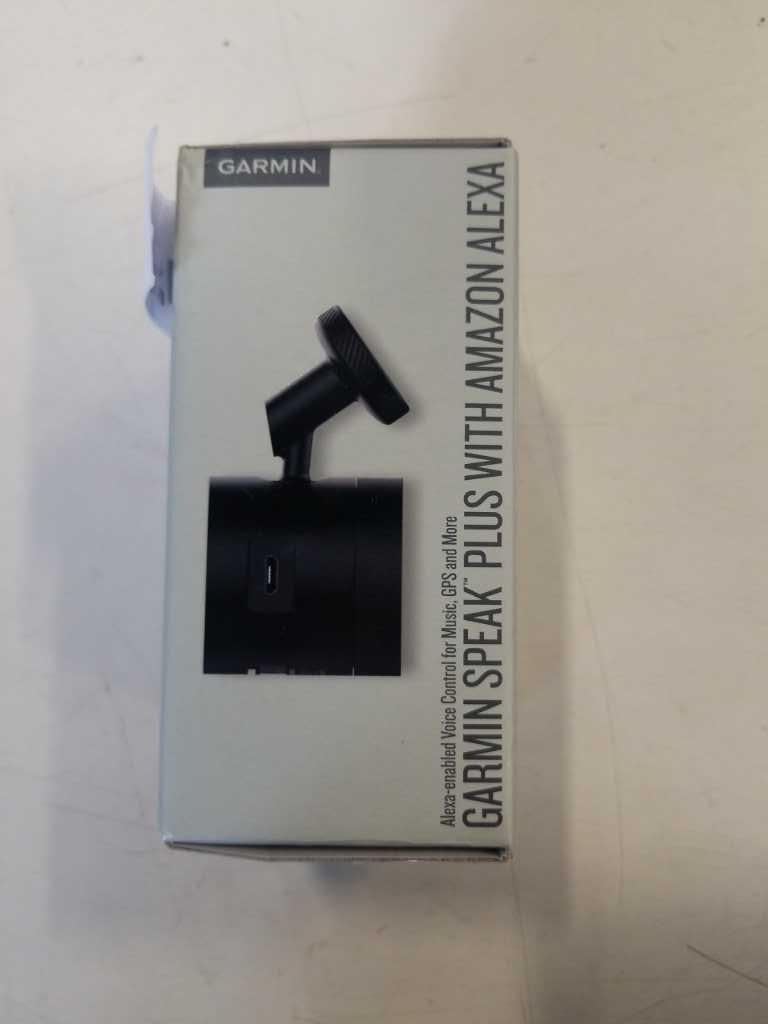 GARMIN
Alexa-enabled Voice Control for Music, GPS and More
GARMIN SPEAK™ PLUS WITH AMAZON ALEXA